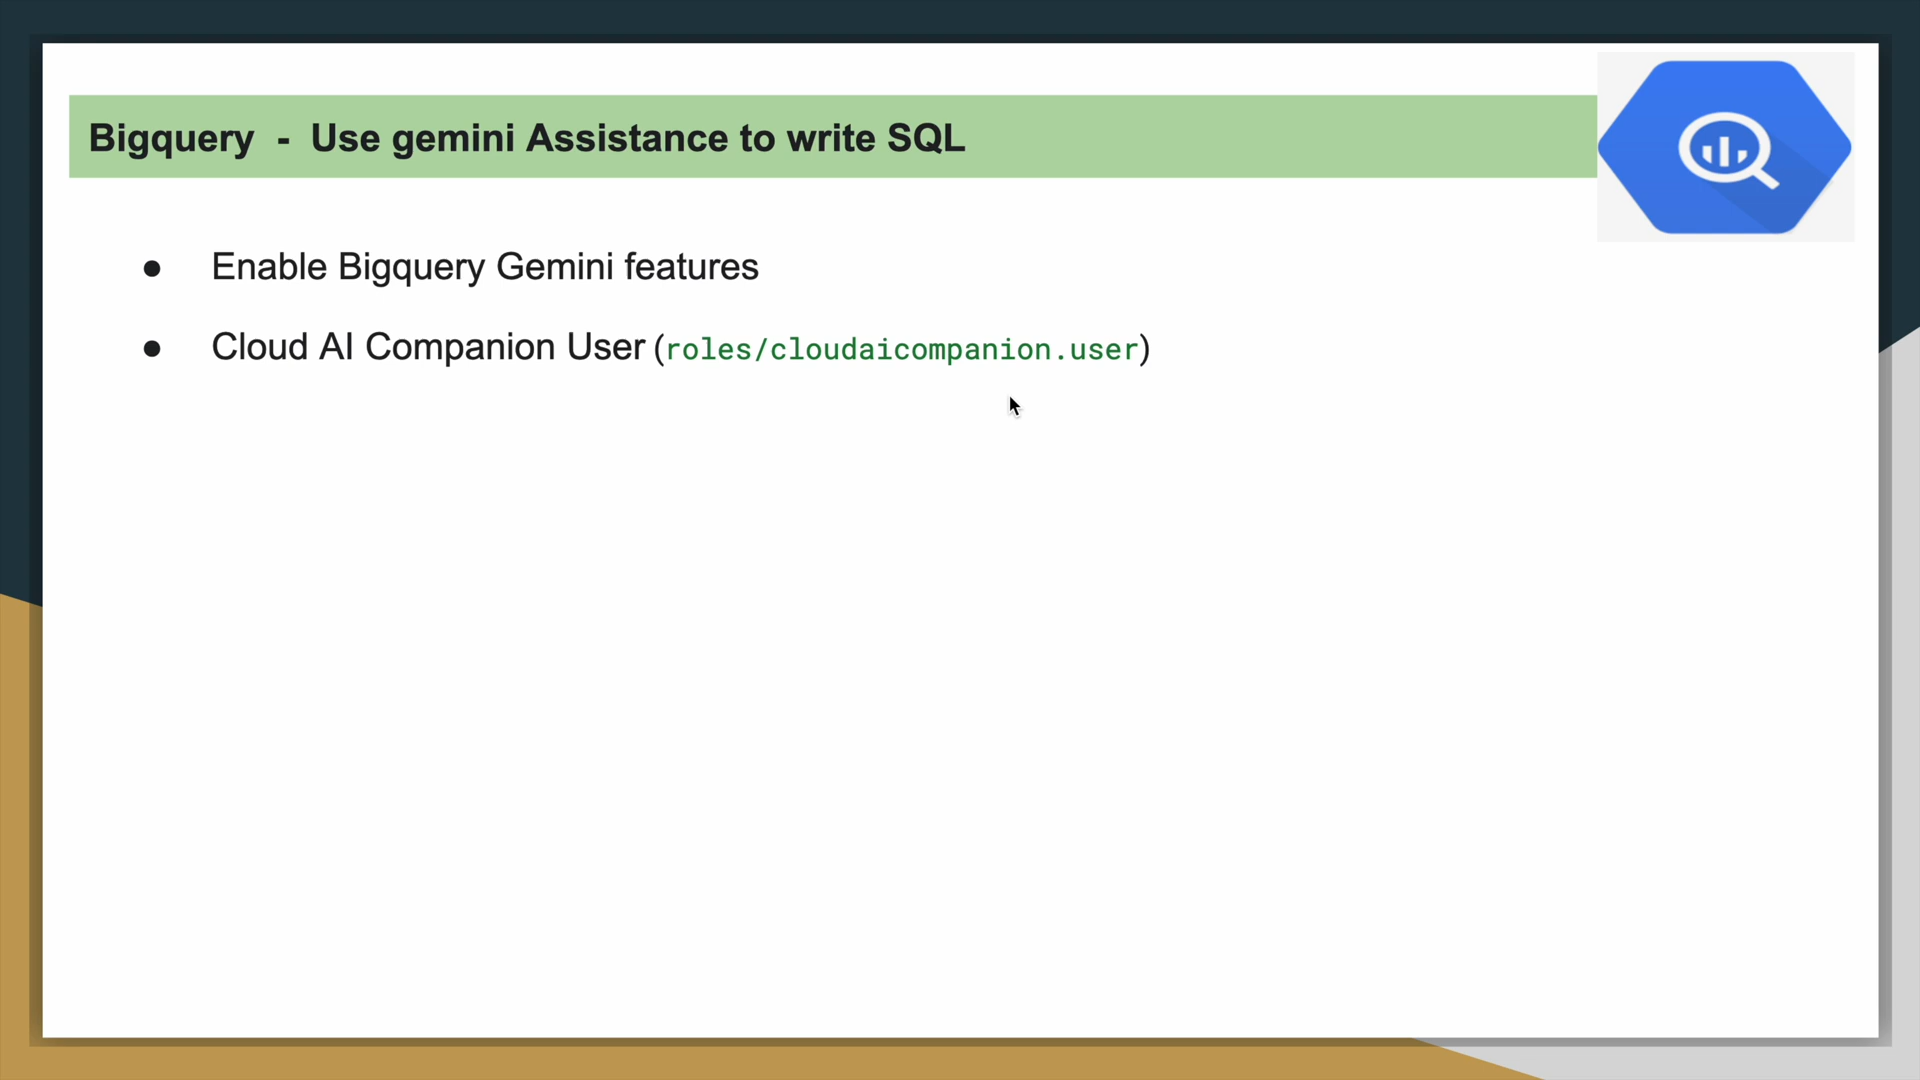 Bigquery - Use gemini Assistance to write SQL
● Enable Bigquery Gemini features
● Cloud AI Companion User (roles/cloudaicompanion.user)